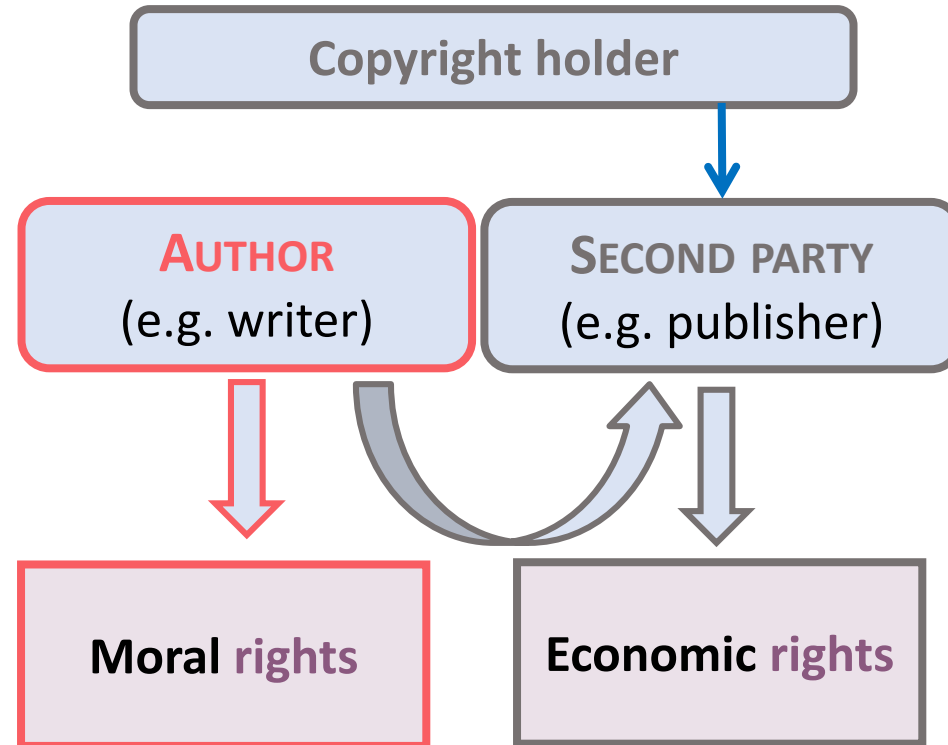 Copyright holder
AUTHOR
(e.g. writer)
SECOND PARTY
(e.g. publisher)
Moral rights
Economic rights